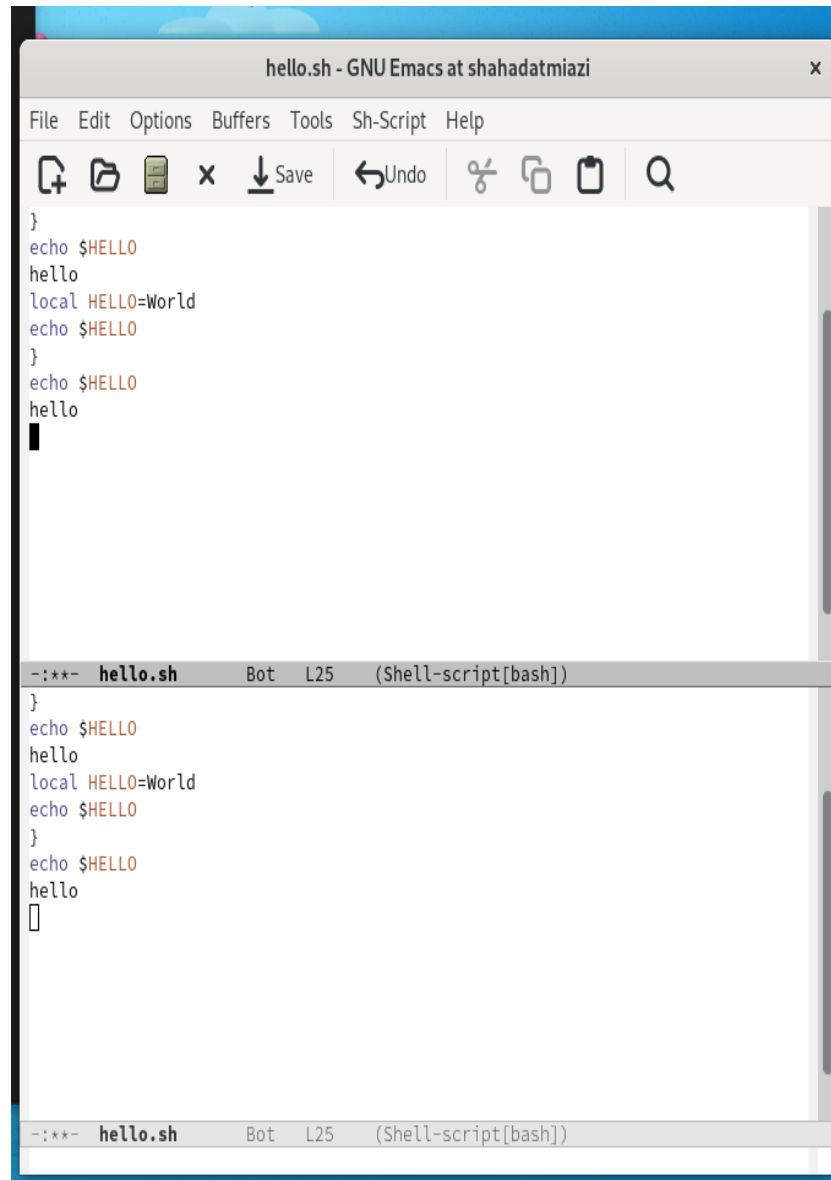 hello.sh - GNU Emacs at shahadatmiazi
File Edit Options Buffers Tools Sh-Script Help
Save Undo
}
echo $HELLO
hello
local HELLO=World
echo $HELLO
}
echo $HELLO
hello
-:**- hello.sh Bot L25 (Shell-script[bash])
}
echo $HELLO
hello
local HELLO=World
echo $HELLO
}
echo $HELLO
hello
-:**- hello.sh Bot L25 (Shell-script[bash])